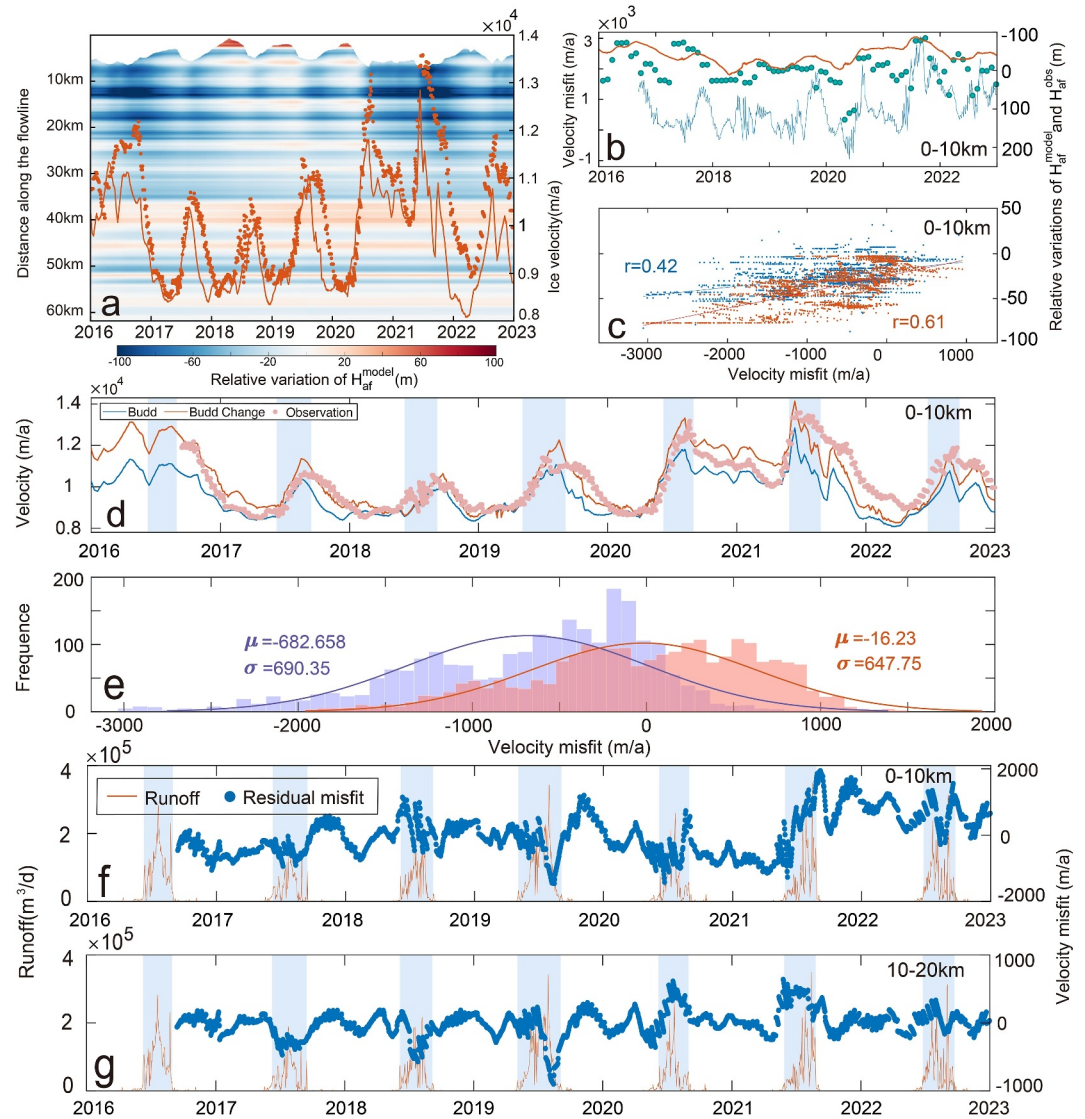 ×10⁴
1.4
1.3
1.2
1.1
1
0.9
0.8
Distance along the flowline
10km
20km
30km
40km
50km
60km
a
2016 2017 2018 2019 2020 2021 2022 2023
Ice velocity(m/a)
-100 -60 -20 20 60 100
Relative variation of H_af^model (m)
×10³
3
1
-1
Velocity misfit (m/a)
b
0-10km
-100
0
100
200
2016 2018 2020 2022
Relative variations of H_af^model and H_af^obs (m)
0-10km
r=0.42
r=0.61
c
50
0
-50
-100
-3000 -2000 -1000 0 1000
Velocity misfit (m/a)
×10⁴
1.4
1.2
1
0.8
Velocity (m/a)
Budd Budd Change Observation
0-10km
d
2016 2017 2018 2019 2020 2021 2022 2023
200
100
0
Frequency
μ=-682.658
σ=690.35
μ=-16.23
σ=647.75
e
-3000 -2000 -1000 0 1000 2000
Velocity misfit (m/a)
×10⁵
4
2
0
Runoff Residual misfit
0-10km
f
2000
0
-2000
2016 2017 2018 2019 2020 2021 2022 2023
Runoff(m³/d)
Velocity misfit (m/a)
×10⁵
4
2
0
10-20km
g
1000
0
-1000
2016 2017 2018 2019 2020 2021 2022 2023